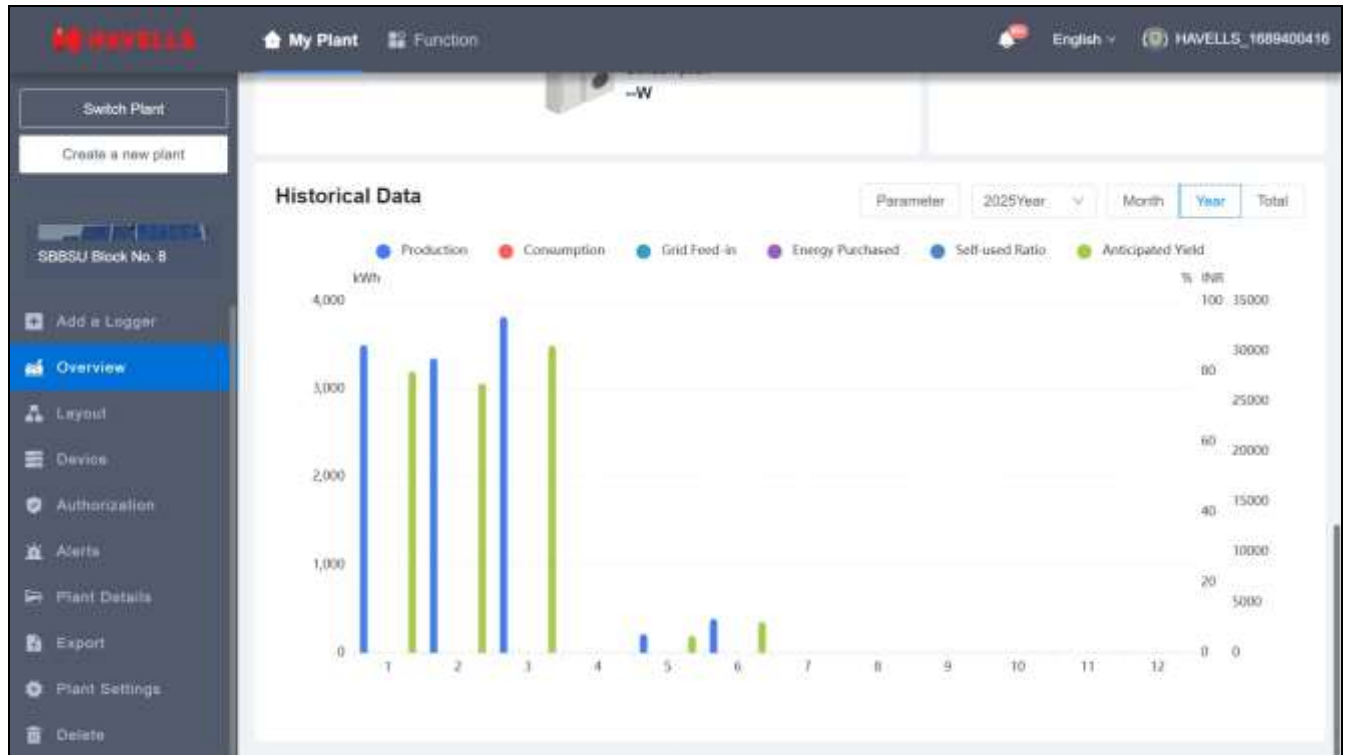 HAVELLS My Plant Function English HAVELLS_1689400416
Switch Plant
--W
Create a new plant
Historical Data Parameter 2025Year Month Year Total
SBBSU Block No. 8
Production Consumption Grid Feed-in Energy Purchased Self-used Ratio Anticipated Yield
kWh % INR
4,000 100 35000
Add a Logger
30000
Overview
80
3,000
25000
Layout
60
20000
Device
2,000
Authorization
15000
40
Alerts
10000
1,000
20
Plant Details
5000
Export
0 0 0
1 2 3 4 5 6 7 8 9 10 11 12
Plant Settings
Delete